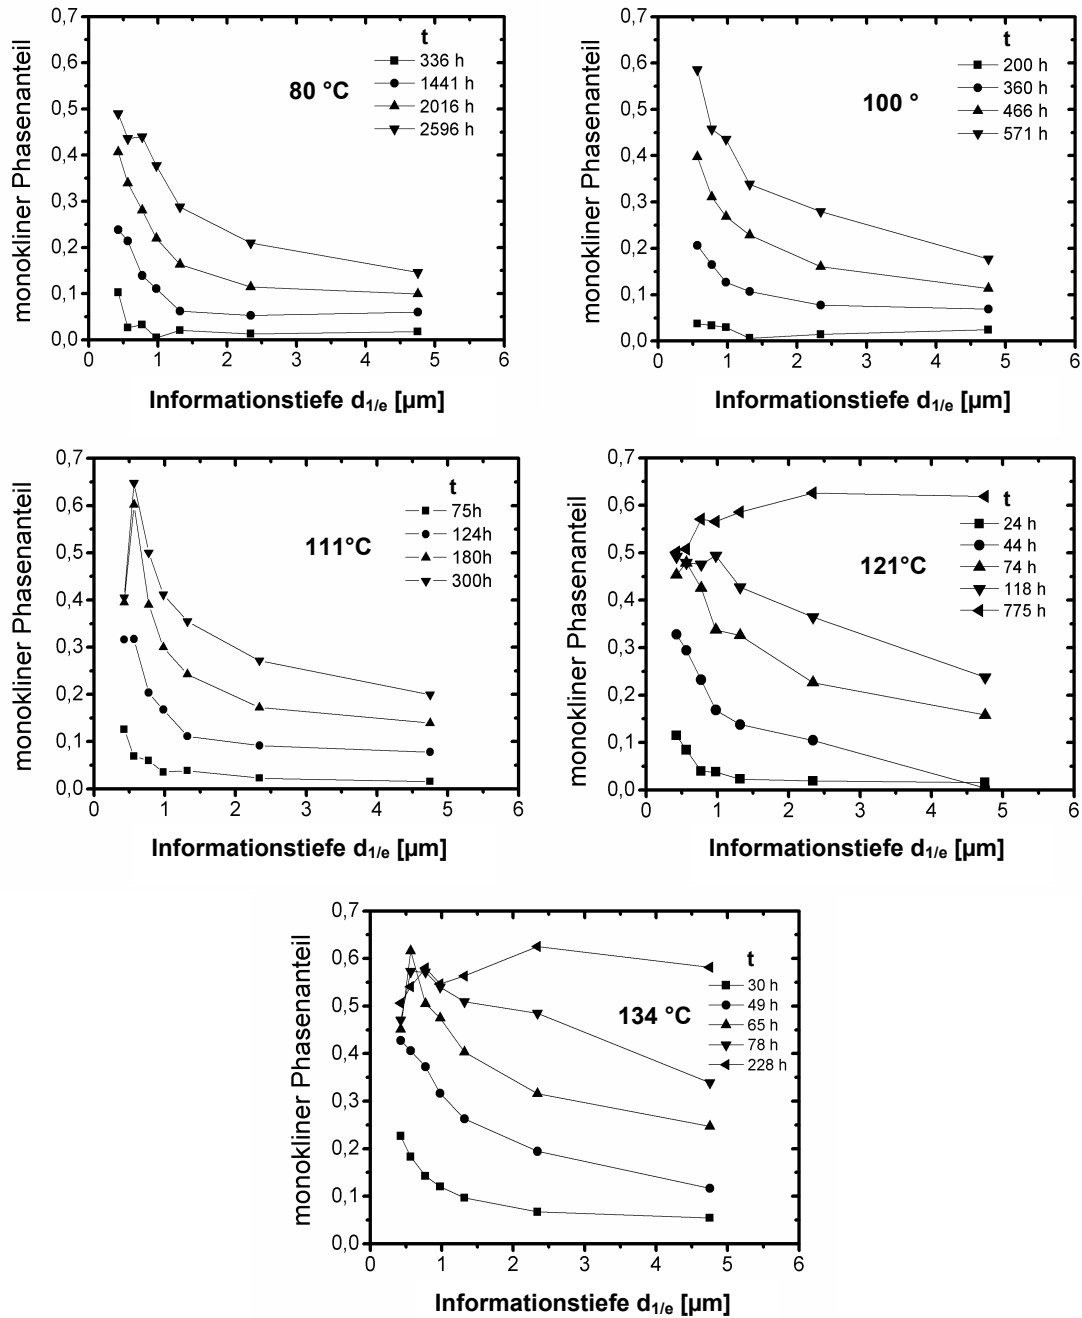 monokliner Phasenanteil
0,7
0,6
0,5
0,4
0,3
0,2
0,1
0,0
80 °C
t
336 h
1441 h
2016 h
2596 h
0 1 2 3 4 5 6
Informationstiefe d1/e [µm]
monokliner Phasenanteil
0,7
0,6
0,5
0,4
0,3
0,2
0,1
0,0
100 °
t
200 h
360 h
466 h
571 h
0 1 2 3 4 5 6
Informationstiefe d1/e [µm]
monokliner Phasenanteil
0,7
0,6
0,5
0,4
0,3
0,2
0,1
0,0
111°C
t
75h
124h
180h
300h
0 1 2 3 4 5 6
Informationstiefe d1/e [µm]
monokliner Phasenanteil
0,7
0,6
0,5
0,4
0,3
0,2
0,1
0,0
121°C
t
24 h
44 h
74 h
118 h
775 h
0 1 2 3 4 5 6
Informationstiefe d1/e [µm]
monokliner Phasenanteil
0,7
0,6
0,5
0,4
0,3
0,2
0,1
0,0
134 °C
t
30 h
49 h
65 h
78 h
228 h
0 1 2 3 4 5 6
Informationstiefe d1/e [µm]